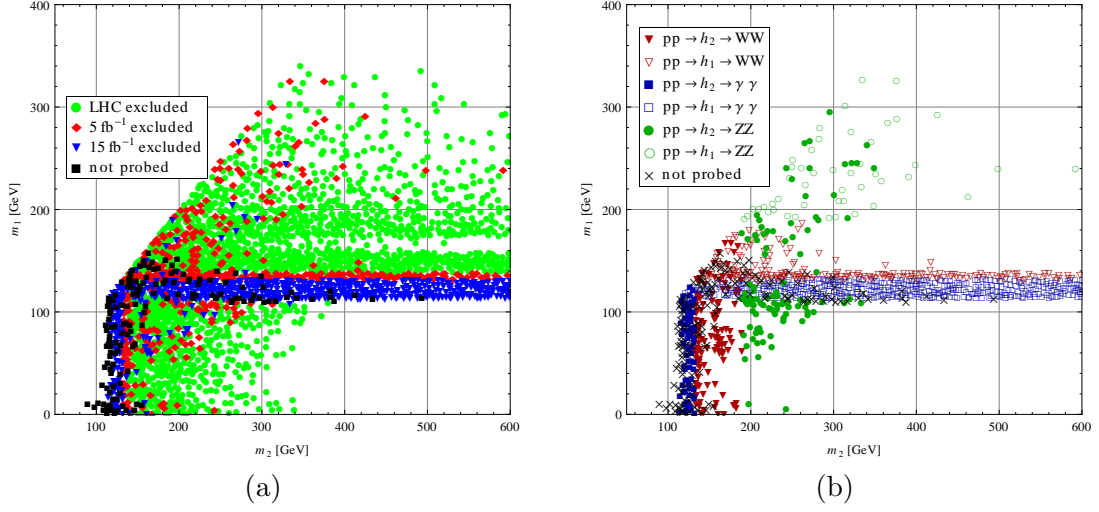 400
300
200
100
0
m₁ [GeV]
LHC excluded
5 fb⁻¹ excluded
15 fb⁻¹ excluded
not probed
100 200 300 400 500 600
m₂ [GeV]
(a)
400
300
200
100
0
m₁ [GeV]
pp → h₂ → WW
pp → h₁ → WW
pp → h₂ → γ γ
pp → h₁ → γ γ
pp → h₂ → ZZ
pp → h₁ → ZZ
not probed
100 200 300 400 500 600
m₂ [GeV]
(b)